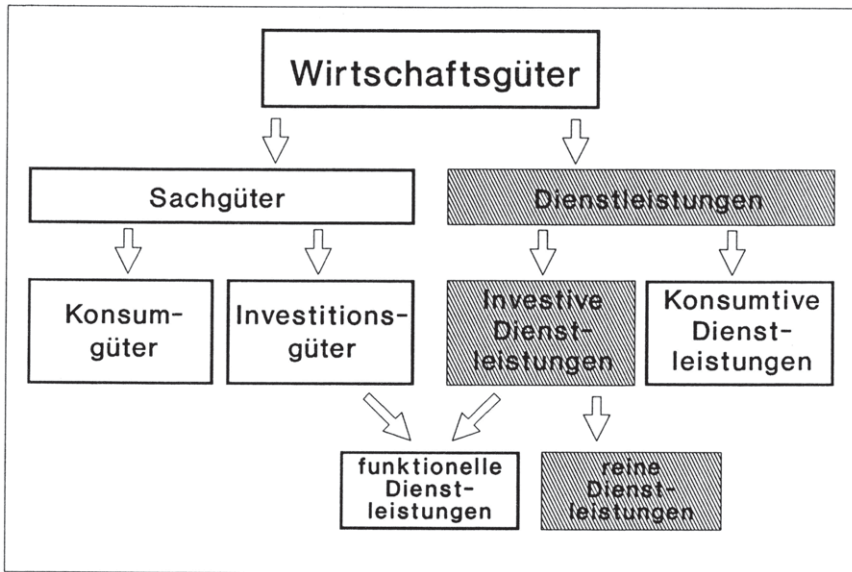 Wirtschaftsgüter
Sachgüter
Dienstleistungen
Konsum-
güter
Investitions-
güter
Investive
Dienst-
leistungen
Konsumtive
Dienst-
leistungen
funktionelle
Dienst-
leistungen
reine
Dienst-
leistungen